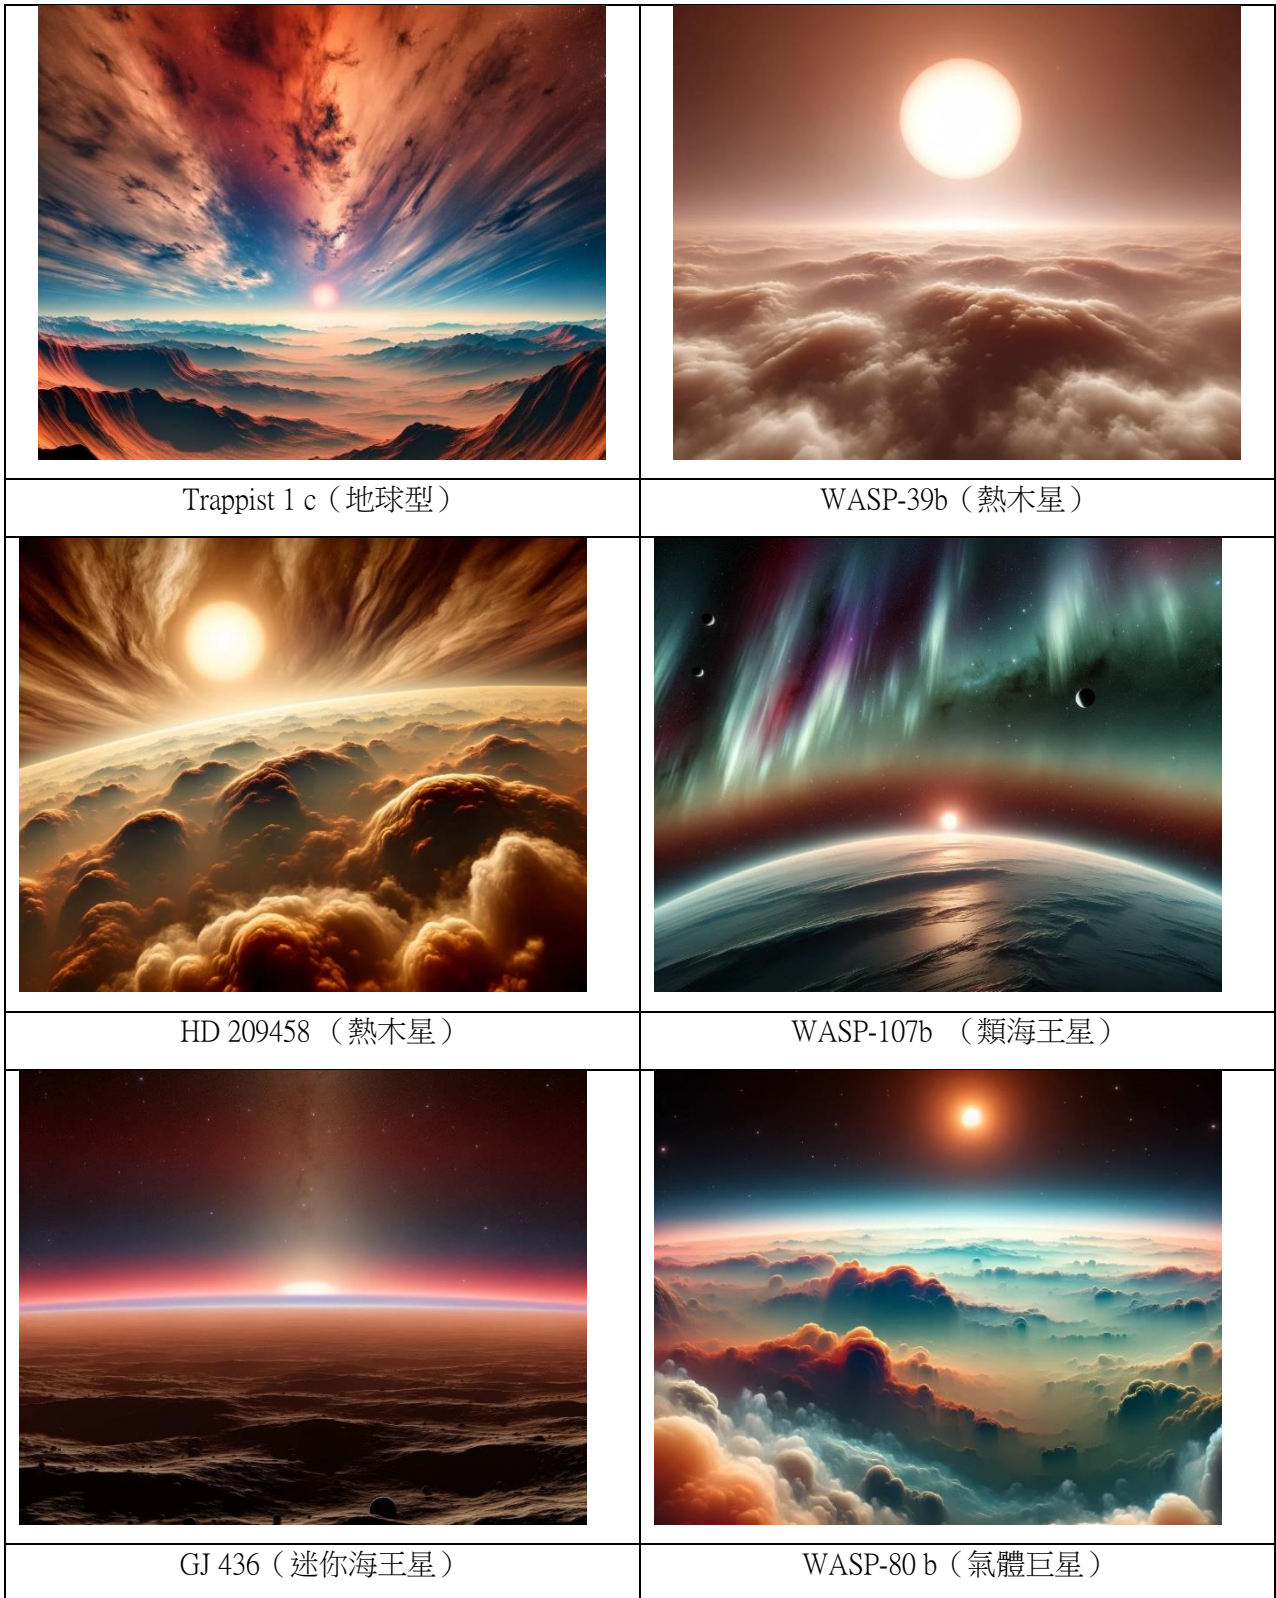 Trappist 1 c（地球型）
WASP-39b（熱木星）
HD 209458 （熱木星）
WASP-107b （類海王星）
GJ 436（迷你海王星）
WASP-80 b（氣體巨星）